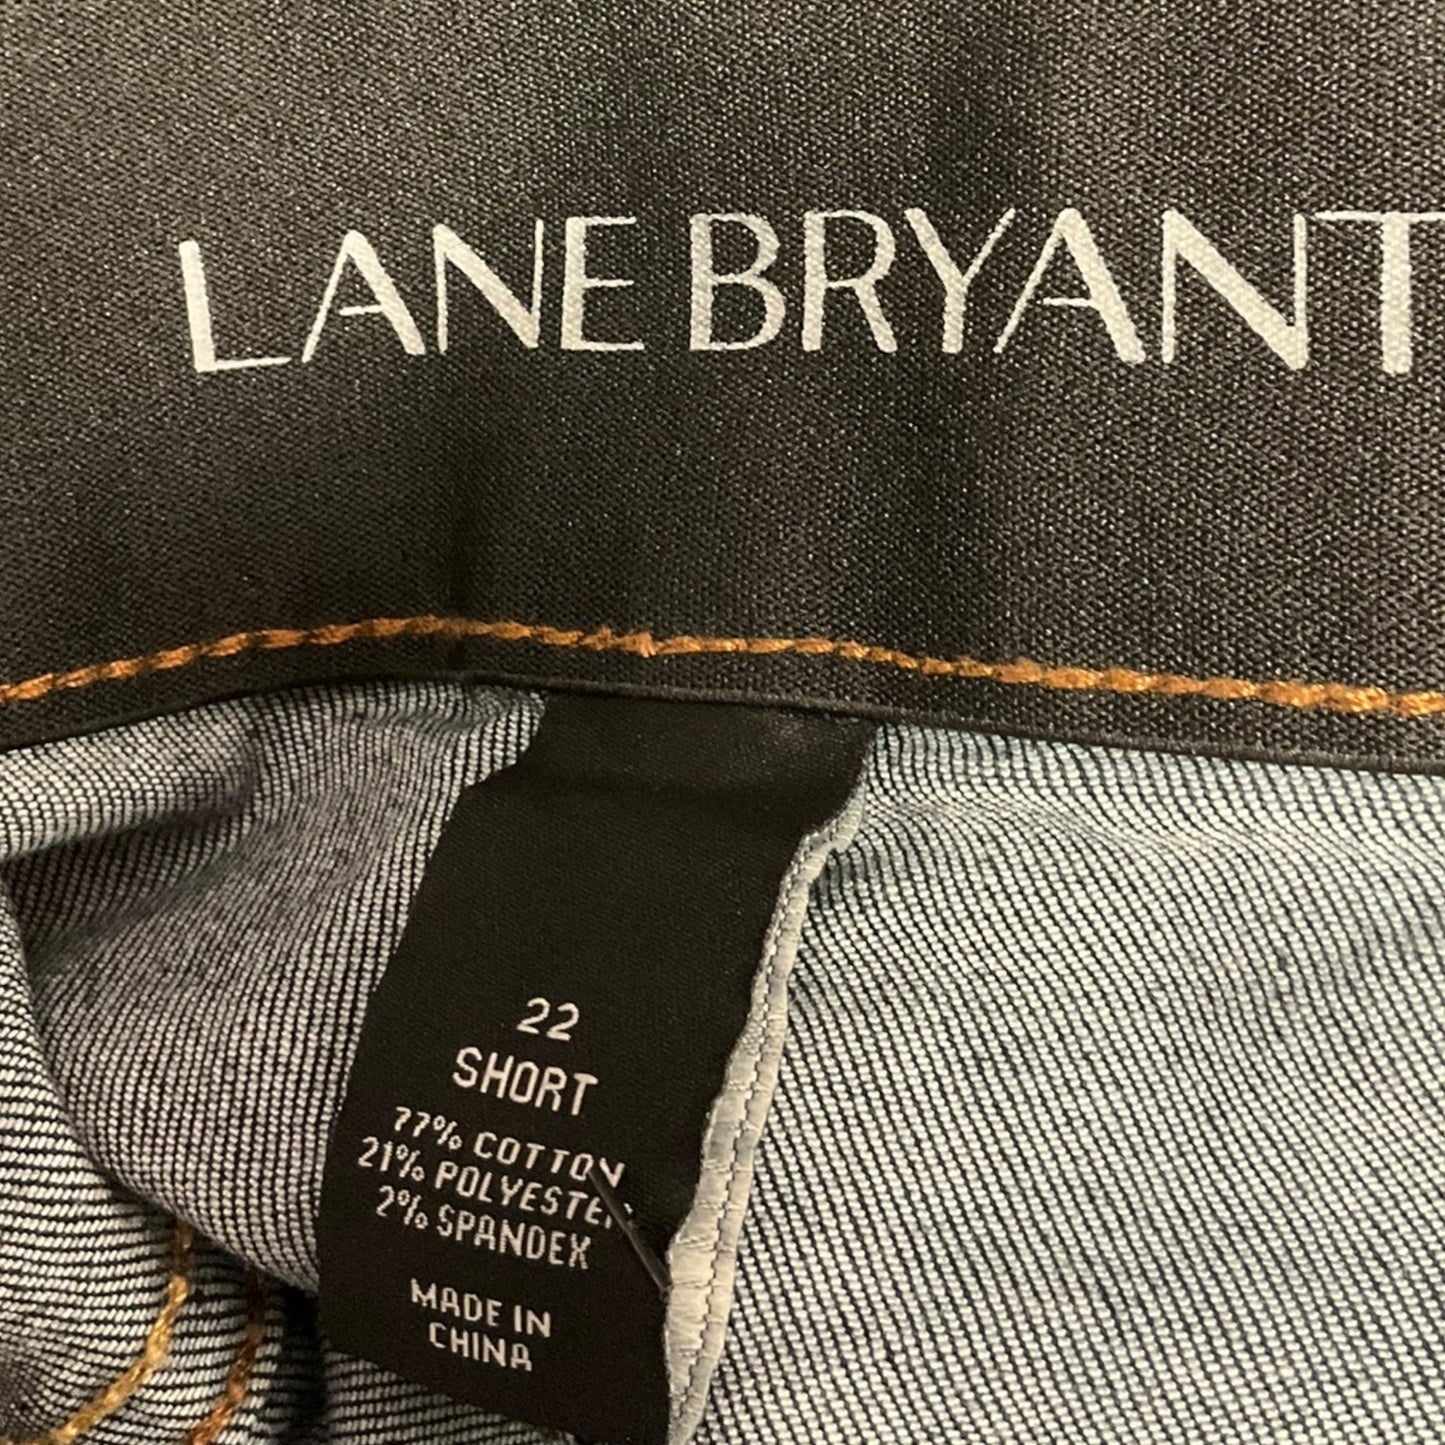 LANE BRYANT
22
SHORT
77% COTTON
21% POLYESTER
2% SPANDEX
MADE IN
CHINA